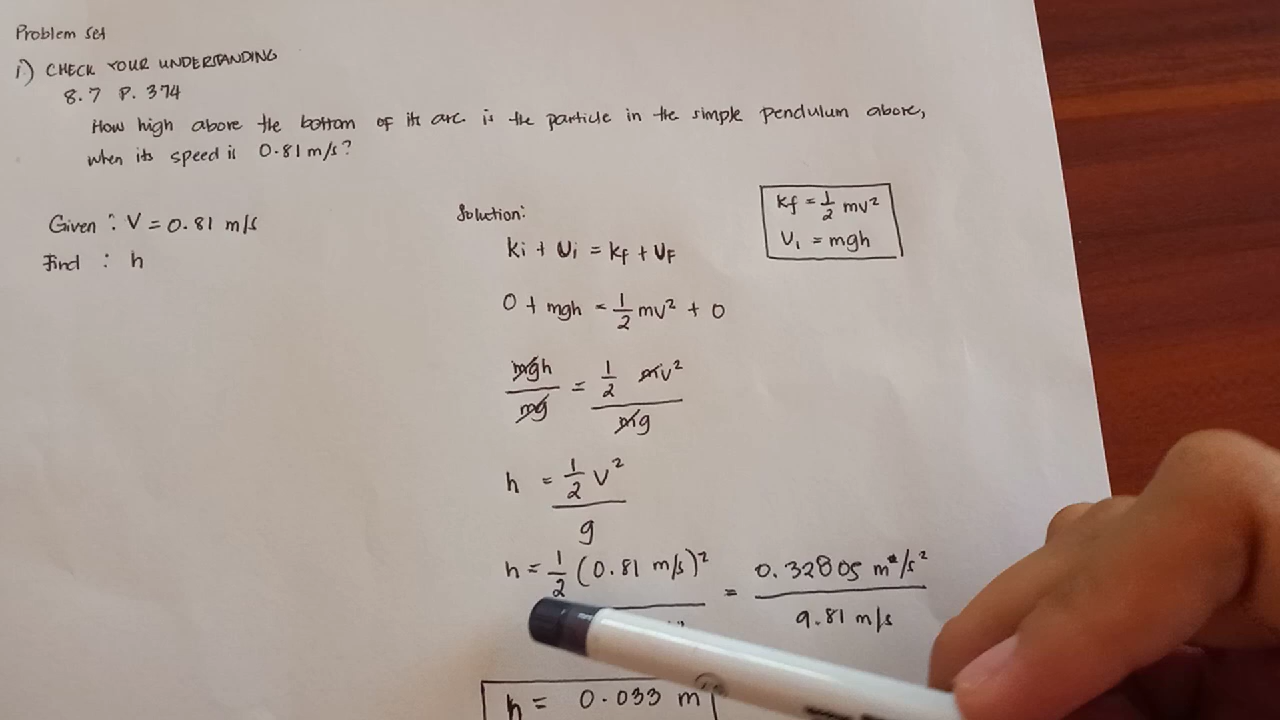 Problem Set
1.) CHECK YOUR UNDERSTANDING
8.7 P. 374
How high above the bottom of its arc is the particle in the simple pendulum above,
when its speed is 0.81 m/s?
Given : V = 0.81 m/s
Find : h
Solution:
Ki + Ui = Kf + UF
0 + mgh = 1/2 mv² + 0
mgh/mg = 1/2 mv²/mg
h = 1/2 V²/g
h = 1/2 (0.81 m/s)² = 0.32805 m²/s²/9.81 m/s
h = 0.033 m
Kf = 1/2 mv²
U₁ = mgh